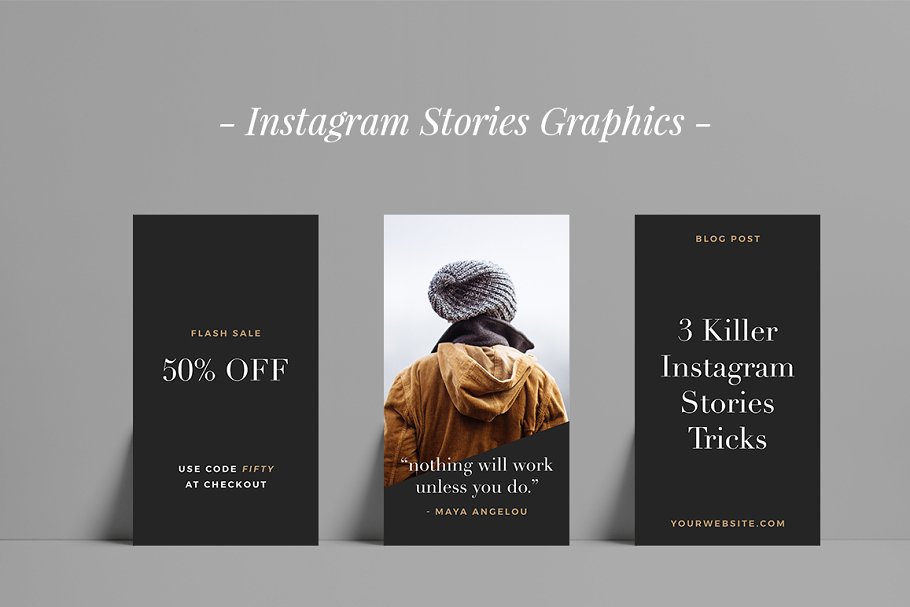 - Instagram Stories Graphics -
FLASH SALE
50% OFF
USE CODE FIFTY
AT CHECKOUT
“nothing will work
unless you do.”
- MAYA ANGELOU
BLOG POST
3 Killer
Instagram
Stories
Tricks
YOURWEBSITE.COM